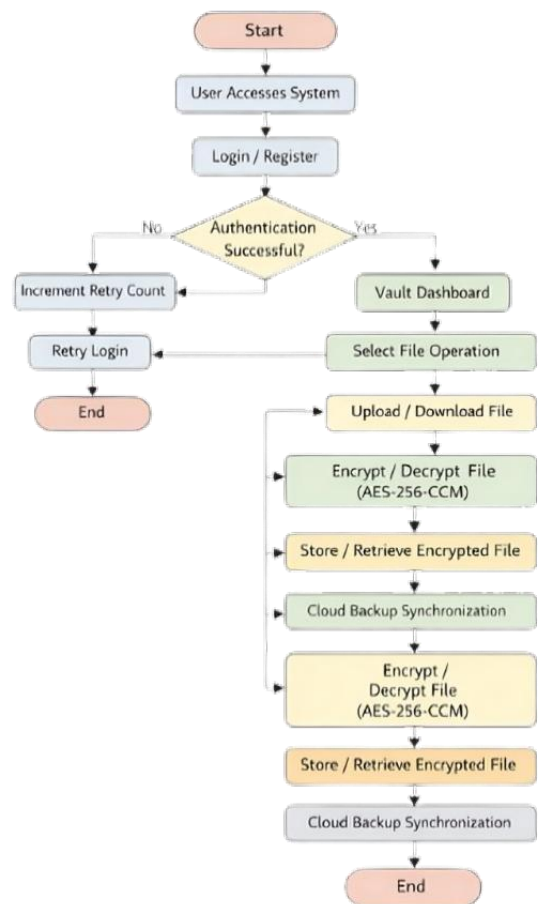 Start
User Accesses System
Login / Register
Authentication
Successful?
No
Yes
Increment Retry Count
Vault Dashboard
Retry Login
Select File Operation
End
Upload / Download File
Encrypt / Decrypt File
(AES-256-CCM)
Store / Retrieve Encrypted File
Cloud Backup Synchronization
Encrypt /
Decrypt File
(AES-256-CCM)
Store / Retrieve Encrypted File
Cloud Backup Synchronization
End